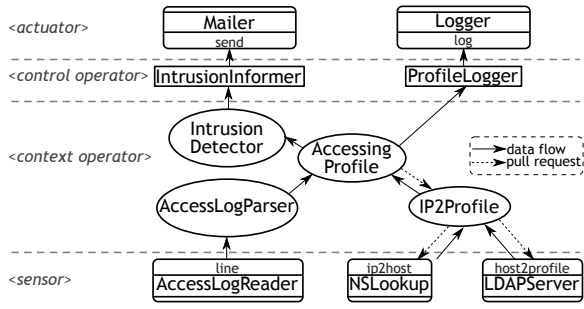 <actuator>
Mailer
send
Logger
log
<control operator>
IntrusionInformer
ProfileLogger
<context operator>
Intrusion
Detector
Accessing
Profile
data flow
pull request
AccessLogParser
IP2Profile
<sensor>
line
AccessLogReader
ip2host
NSLookup
host2profile
LDAPServer